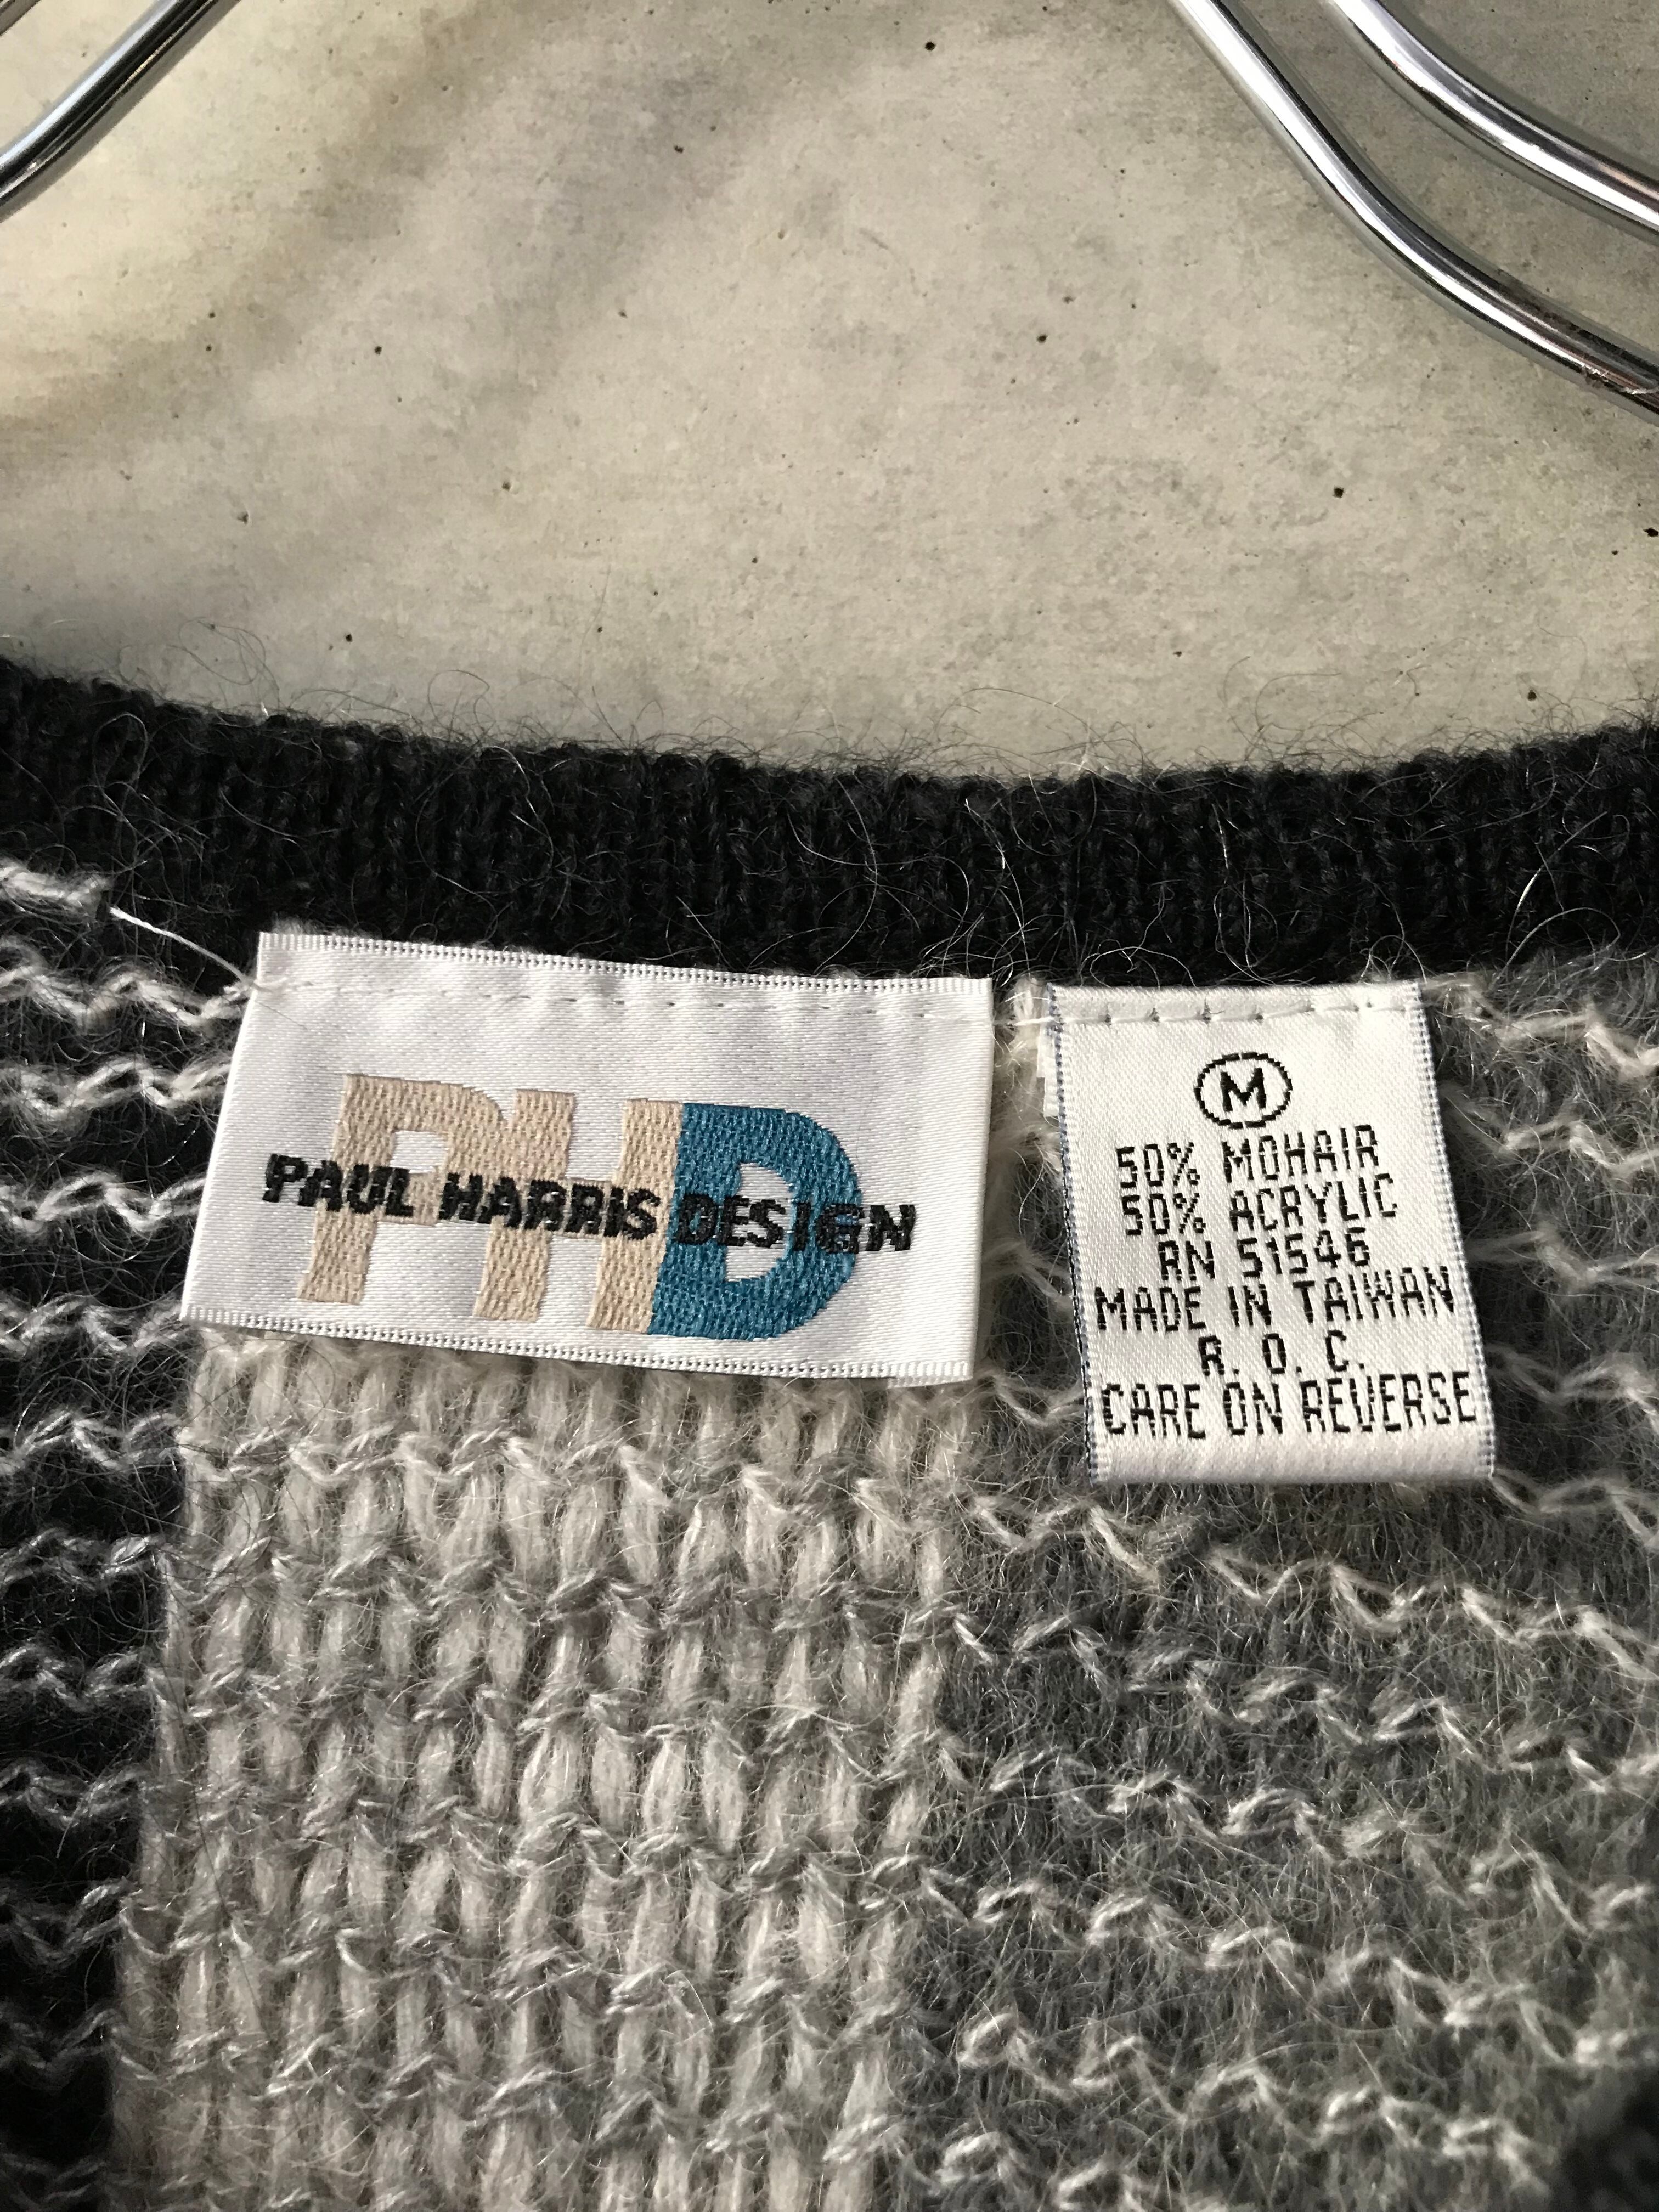 PHD
PAUL HARRIS DESIGN
M
50% MOHAIR
50% ACRYLIC
RN 51546
MADE IN TAIWAN
R. O. C.
CARE ON REVERSE